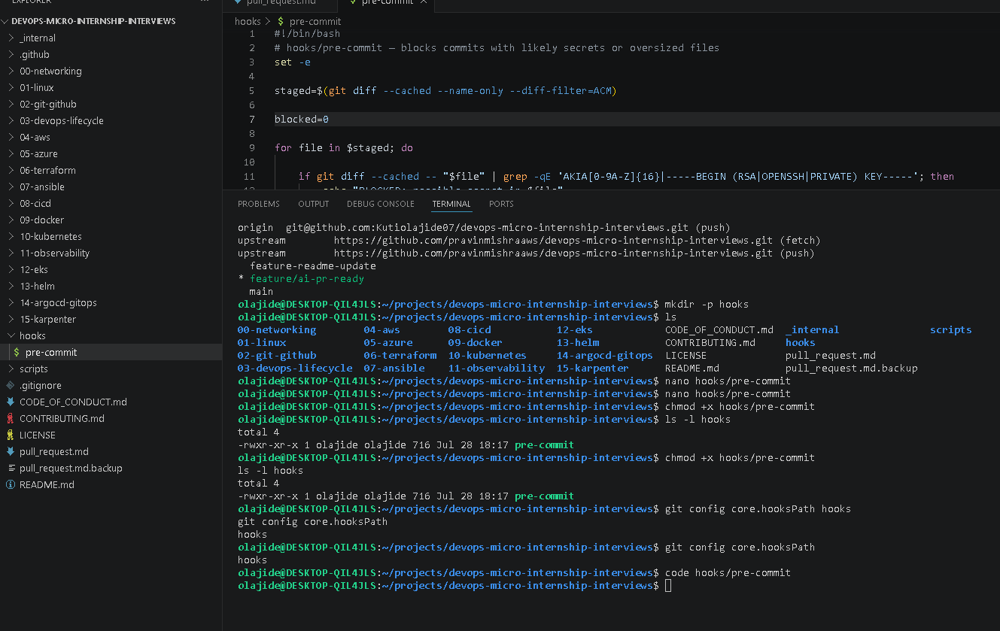 EXPLORER
DEVOPS-MICRO-INTERNSHIP-INTERVIEWS
_internal
.github
00-networking
01-linux
02-git-github
03-devops-lifecycle
04-aws
05-azure
06-terraform
07-ansible
08-cicd
09-docker
10-kubernetes
11-observability
12-eks
13-helm
14-argocd-gitops
15-karpenter
hooks
$ pre-commit
scripts
.gitignore
CODE_OF_CONDUCT.md
CONTRIBUTING.md
LICENSE
pull_request.md
pull_request.md.backup
README.md
pull_request.md $ pre-commit
hooks > $ pre-commit
1 #!/bin/bash
2 # hooks/pre-commit — blocks commits with likely secrets or oversized files
3 set -e
4
5 staged=$(git diff --cached --name-only --diff-filter=ACM)
6
7 blocked=0
8
9 for file in $staged; do
10
11 if git diff --cached -- "$file" | grep -qE 'AKIA[0-9A-Z]{16}|-----BEGIN (RSA|OPENSSH|PRIVATE) KEY-----'; then
12 echo "BLOCKED: possible secret in $file"
PROBLEMS OUTPUT DEBUG CONSOLE TERMINAL PORTS
origin git@github.com:Kutiolajide07/devops-micro-internship-interviews.git (push)
upstream https://github.com/pravinmishraaws/devops-micro-internship-interviews.git (fetch)
upstream https://github.com/pravinmishraaws/devops-micro-internship-interviews.git (push)
feature-readme-update
* feature/ai-pr-ready
main
olajide@DESKTOP-QIL4JLS:~/projects/devops-micro-internship-interviews$ mkdir -p hooks
olajide@DESKTOP-QIL4JLS:~/projects/devops-micro-internship-interviews$ ls
00-networking 04-aws 08-cicd 12-eks CODE_OF_CONDUCT.md _internal scripts
01-linux 05-azure 09-docker 13-helm CONTRIBUTING.md hooks
02-git-github 06-terraform 10-kubernetes 14-argocd-gitops LICENSE pull_request.md
03-devops-lifecycle 07-ansible 11-observability 15-karpenter README.md pull_request.md.backup
olajide@DESKTOP-QIL4JLS:~/projects/devops-micro-internship-interviews$ nano hooks/pre-commit
olajide@DESKTOP-QIL4JLS:~/projects/devops-micro-internship-interviews$ nano hooks/pre-commit
olajide@DESKTOP-QIL4JLS:~/projects/devops-micro-internship-interviews$ chmod +x hooks/pre-commit
olajide@DESKTOP-QIL4JLS:~/projects/devops-micro-internship-interviews$ ls -l hooks
total 4
-rwxr-xr-x 1 olajide olajide 716 Jul 28 18:17 pre-commit
olajide@DESKTOP-QIL4JLS:~/projects/devops-micro-internship-interviews$ chmod +x hooks/pre-commit
ls -l hooks
total 4
-rwxr-xr-x 1 olajide olajide 716 Jul 28 18:17 pre-commit
olajide@DESKTOP-QIL4JLS:~/projects/devops-micro-internship-interviews$ git config core.hooksPath hooks
git config core.hooksPath
hooks
olajide@DESKTOP-QIL4JLS:~/projects/devops-micro-internship-interviews$ git config core.hooksPath
hooks
olajide@DESKTOP-QIL4JLS:~/projects/devops-micro-internship-interviews$ code hooks/pre-commit
olajide@DESKTOP-QIL4JLS:~/projects/devops-micro-internship-interviews$